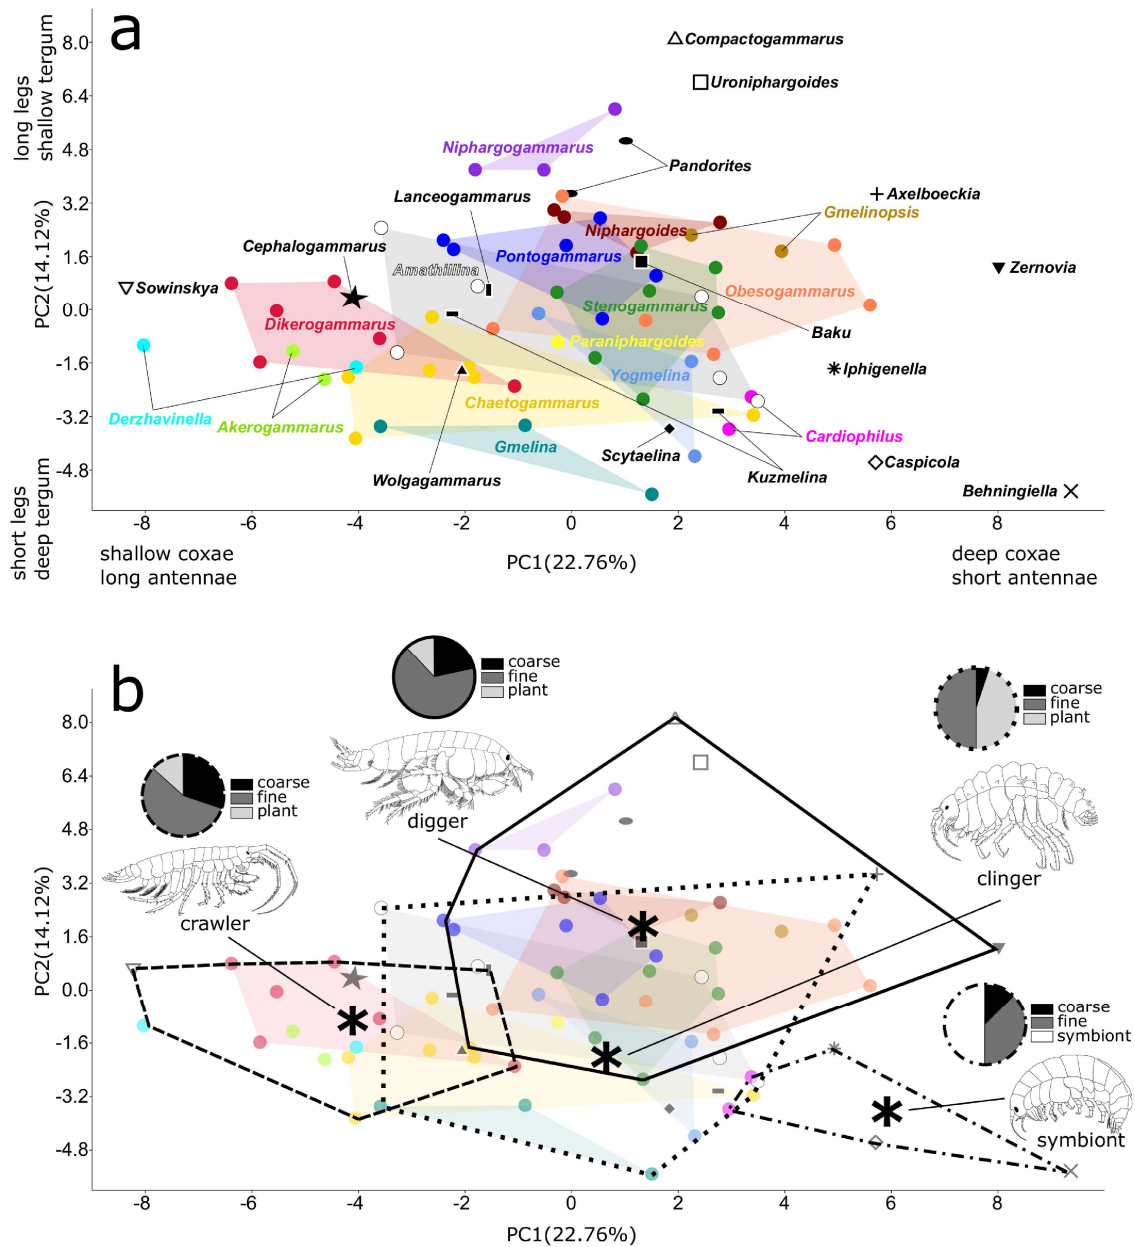 a
long legs
shallow tergum
short legs
deep tergum
PC2(14.12%)
8.0
6.4
4.8
3.2
1.6
0.0
-1.6
-3.2
-4.8
Compactogammarus
Uroniphargoides
Niphargogammarus
Pandorites
Lanceogammarus
Axelboeckia
Gmelinopsis
Niphargoides
Cephalogammarus
Pontogammarus
Amathillina
Zernovia
Sowinskya
Obesogammarus
Stenogammarus
Dikerogammarus
Baku
Paraniphargoides
Iphigenella
Yogmelina
Chaetogammarus
Derzhavinella
Akerogammarus
Cardiophilus
Gmelina
Scytaelina
Caspicola
Wolgagammarus
Kuzmelina
Behningiella
-8 -6 -4 -2 0 2 4 6 8
shallow coxae
long antennae
PC1(22.76%)
deep coxae
short antennae
b
coarse
fine
plant
digger
coarse
fine
plant
clinger
coarse
fine
plant
crawler
coarse
fine
symbiont
symbiont
PC2(14.12%)
8.0
6.4
4.8
3.2
1.6
0.0
-1.6
-3.2
-4.8
-8 -6 -4 -2 0 2 4 6 8
PC1(22.76%)